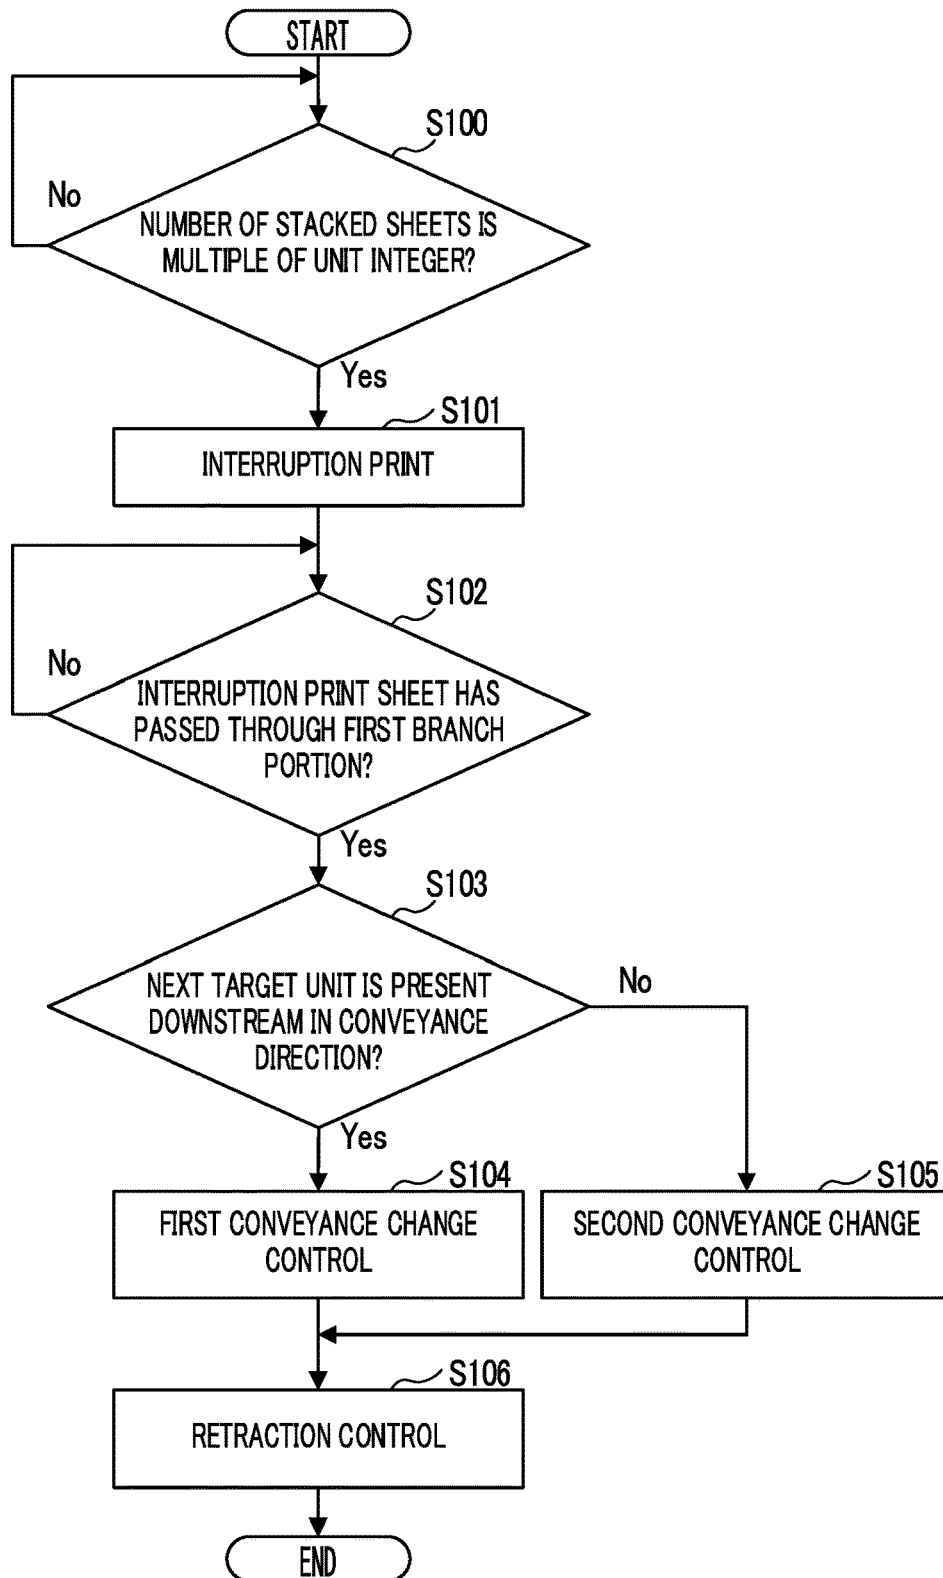 START
S100
No
NUMBER OF STACKED SHEETS IS
MULTIPLE OF UNIT INTEGER?
Yes
S101
INTERRUPTION PRINT
S102
No
INTERRUPTION PRINT SHEET HAS
PASSED THROUGH FIRST BRANCH
PORTION?
Yes
S103
No
NEXT TARGET UNIT IS PRESENT
DOWNSTREAM IN CONVEYANCE
DIRECTION?
Yes
S104
FIRST CONVEYANCE CHANGE
CONTROL
S105
SECOND CONVEYANCE CHANGE
CONTROL
S106
RETRACTION CONTROL
END